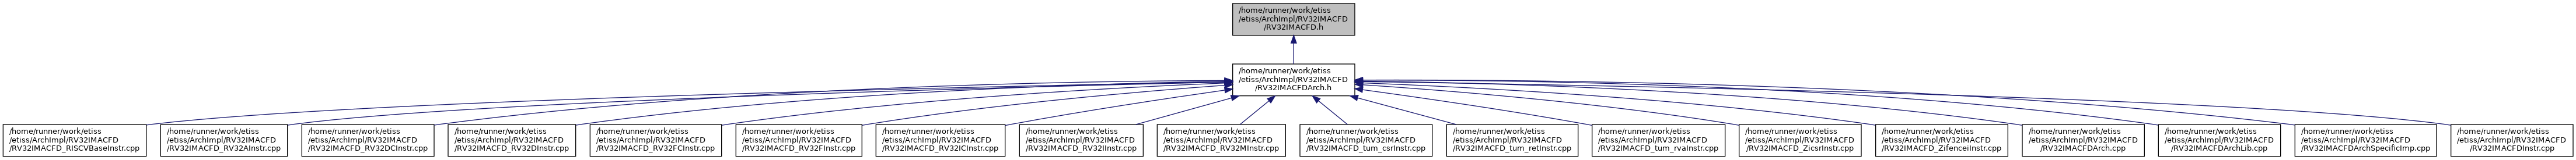 /home/runner/work/etiss
/etiss/ArchImpl/RV32IMACFD
/RV32IMACFD.h
/home/runner/work/etiss
/etiss/ArchImpl/RV32IMACFD
/RV32IMACFDArch.h
/home/runner/work/etiss
/etiss/ArchImpl/RV32IMACFD
/RV32IMACFD_RISCVBaseInstr.cpp
/home/runner/work/etiss
/etiss/ArchImpl/RV32IMACFD
/RV32IMACFD_RV32AInstr.cpp
/home/runner/work/etiss
/etiss/ArchImpl/RV32IMACFD
/RV32IMACFD_RV32DCInstr.cpp
/home/runner/work/etiss
/etiss/ArchImpl/RV32IMACFD
/RV32IMACFD_RV32DInstr.cpp
/home/runner/work/etiss
/etiss/ArchImpl/RV32IMACFD
/RV32IMACFD_RV32FCInstr.cpp
/home/runner/work/etiss
/etiss/ArchImpl/RV32IMACFD
/RV32IMACFD_RV32FInstr.cpp
/home/runner/work/etiss
/etiss/ArchImpl/RV32IMACFD
/RV32IMACFD_RV32ICInstr.cpp
/home/runner/work/etiss
/etiss/ArchImpl/RV32IMACFD
/RV32IMACFD_RV32IInstr.cpp
/home/runner/work/etiss
/etiss/ArchImpl/RV32IMACFD
/RV32IMACFD_RV32MInstr.cpp
/home/runner/work/etiss
/etiss/ArchImpl/RV32IMACFD
/RV32IMACFD_tum_csrInstr.cpp
/home/runner/work/etiss
/etiss/ArchImpl/RV32IMACFD
/RV32IMACFD_tum_retInstr.cpp
/home/runner/work/etiss
/etiss/ArchImpl/RV32IMACFD
/RV32IMACFD_tum_rvaInstr.cpp
/home/runner/work/etiss
/etiss/ArchImpl/RV32IMACFD
/RV32IMACFD_ZicsrInstr.cpp
/home/runner/work/etiss
/etiss/ArchImpl/RV32IMACFD
/RV32IMACFD_ZifenceiInstr.cpp
/home/runner/work/etiss
/etiss/ArchImpl/RV32IMACFD
/RV32IMACFDArch.cpp
/home/runner/work/etiss
/etiss/ArchImpl/RV32IMACFD
/RV32IMACFDArchLib.cpp
/home/runner/work/etiss
/etiss/ArchImpl/RV32IMACFD
/RV32IMACFDArchSpecificImp.cpp
/home/runner/work/etiss
/etiss/ArchImpl/RV32IMACFD
/RV32IMACFDInstr.cpp